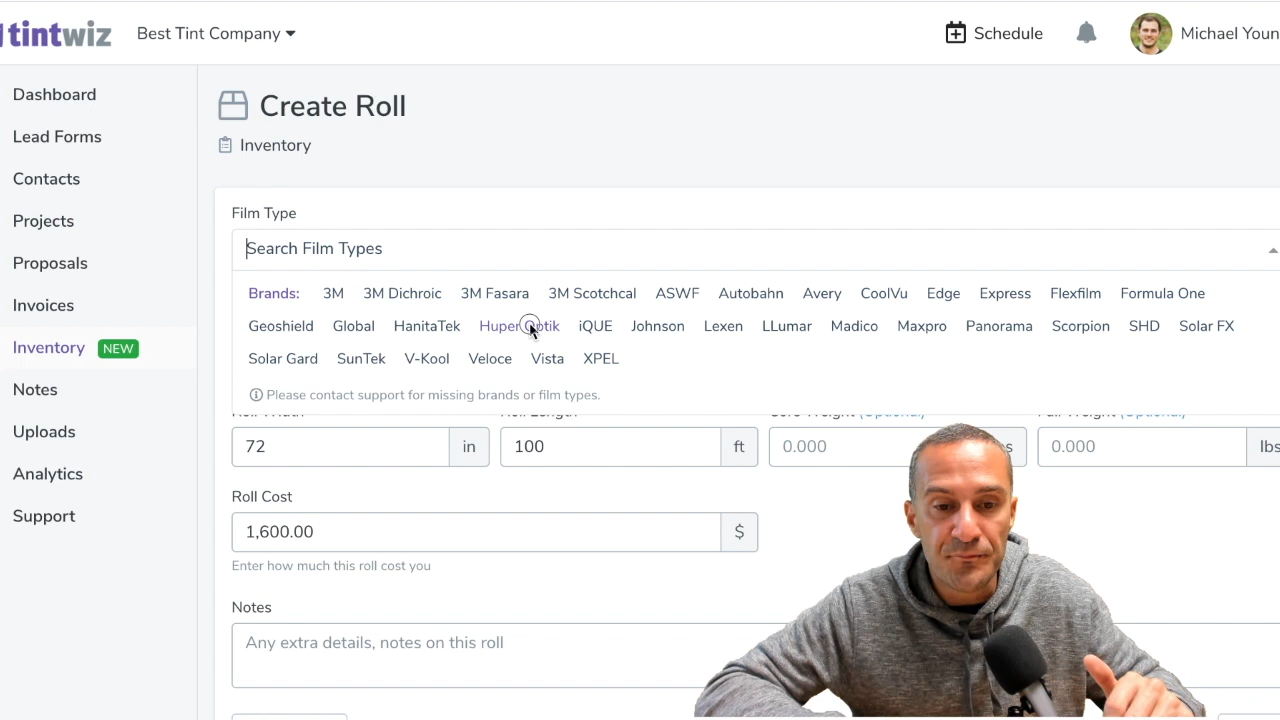 tintwiz Best Tint Company Schedule Michael Youn
Dashboard
Lead Forms
Contacts
Projects
Proposals
Invoices
Inventory NEW
Notes
Uploads
Analytics
Support
Create Roll
Inventory
Film Type
Search Film Types
Brands: 3M 3M Dichroic 3M Fasara 3M Scotchcal ASWF Autobahn Avery CoolVu Edge Express Flexfilm Formula One
Geoshield Global HanitaTek Huper Optik iQUE Johnson Lexen LLumar Madico Maxpro Panorama Scorpion SHD Solar FX
Solar Gard SunTek V-Kool Veloce Vista XPEL
Please contact support for missing brands or film types.
72 in 100 ft 0.000 s 0.000 lbs
Roll Cost
1,600.00 $
Enter how much this roll cost you
Notes
Any extra details, notes on this roll